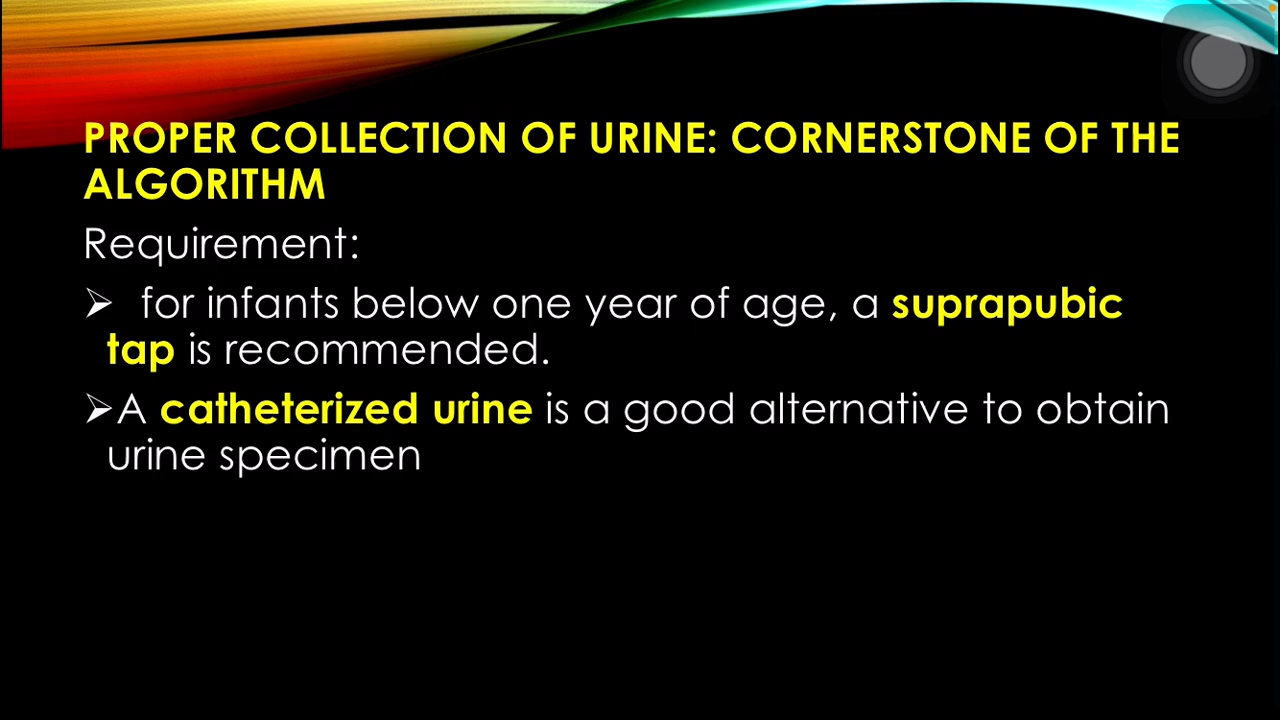 PROPER COLLECTION OF URINE: CORNERSTONE OF THE
ALGORITHM
Requirement:
➢ for infants below one year of age, a suprapubic
tap is recommended.
➢A catheterized urine is a good alternative to obtain
urine specimen